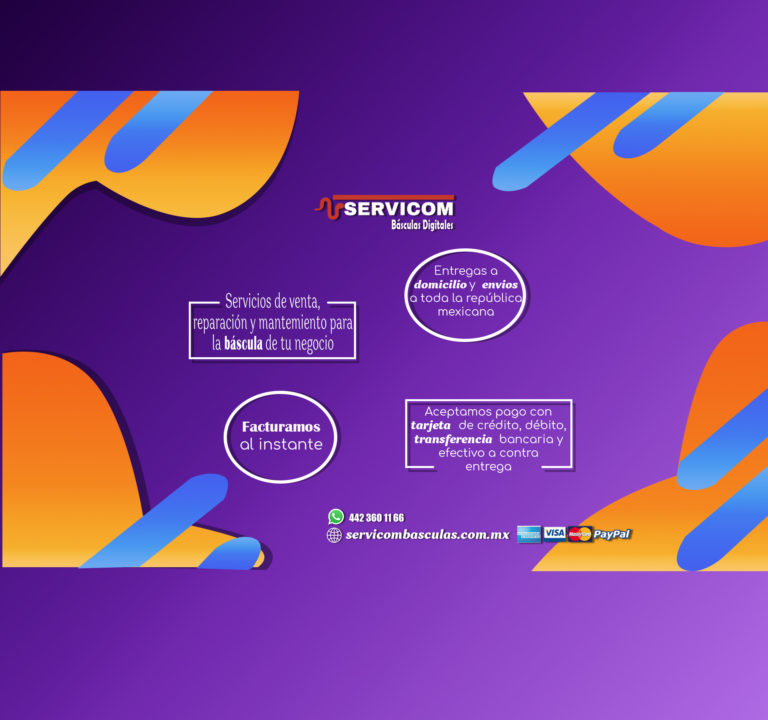 SERVICOM
Básculas Digitales
Entregas a
domicilio y envios
a toda la república
mexicana
Servicios de venta,
reparación y mantemiento para
la báscula de tu negocio
Facturamos
al instante
Aceptamos pago con
tarjeta de crédito, débito,
transferencia bancaria y
efectivo a contra
entrega
442 360 11 66
servicombasculas.com.mx
VISA
MasterCard
PayPal